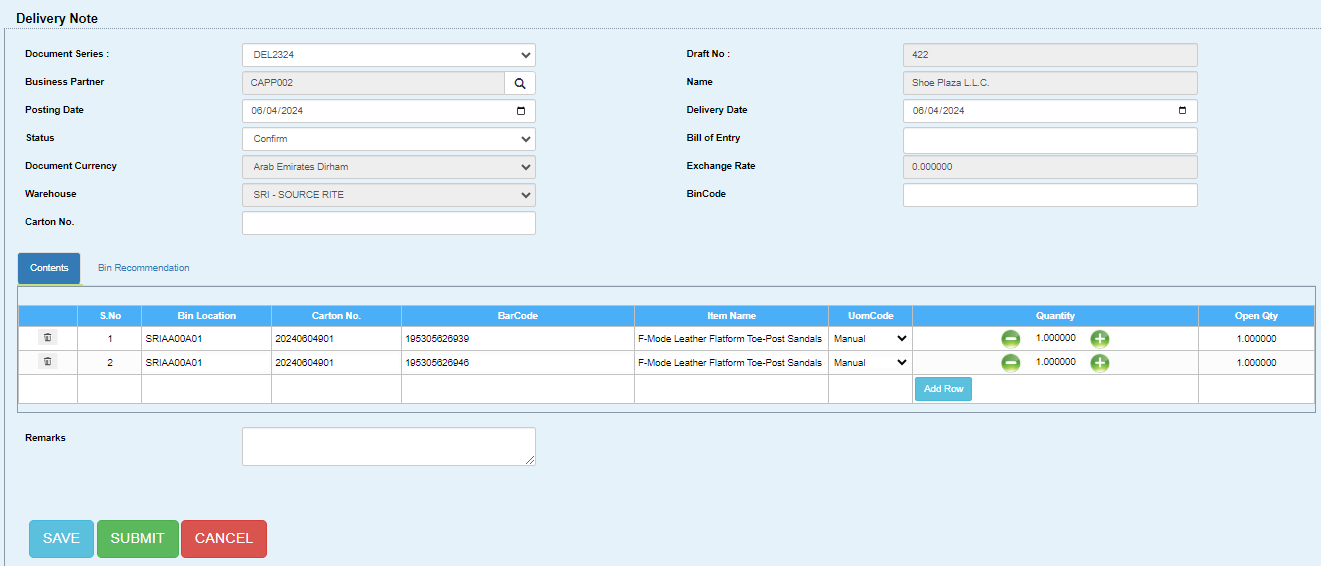 Delivery Note
Document Series : DEL2324 Draft No : 422
Business Partner CAPP002 Name Shoe Plaza L.L.C.
Posting Date 06/04/2024 Delivery Date 06/04/2024
Status Confirm Bill of Entry
Document Currency Arab Emirates Dirham Exchange Rate 0.000000
Warehouse SRI - SOURCE RITE BinCode
Carton No.
Contents Bin Recommendation
S.No Bin Location Carton No. BarCode Item Name UomCode Quantity Open Qty
1 SRIAA00A01 20240604901 195305626939 F-Mode Leather Flatform Toe-Post Sandals Manual 1.000000 1.000000
2 SRIAA00A01 20240604901 195305626946 F-Mode Leather Flatform Toe-Post Sandals Manual 1.000000 1.000000
Add Row
Remarks
SAVE SUBMIT CANCEL